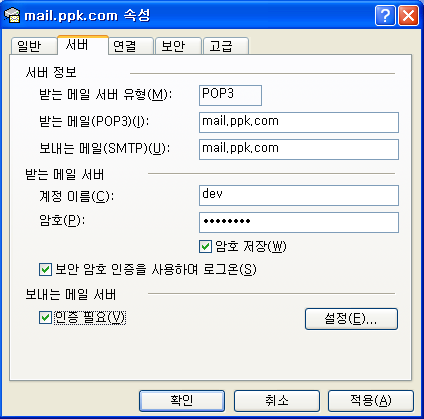 mail.ppk.com 속성
일반 서버 연결 보안 고급
서버 정보
받는 메일 서버 유형(M): POP3
받는 메일(POP3)(I): mail.ppk.com
보내는 메일(SMTP)(U): mail.ppk.com
받는 메일 서버
계정 이름(C): dev
암호(P): ●●●●●●●●
암호 저장(W)
보안 암호 인증을 사용하며 로그온(S)
보내는 메일 서버
인증 필요(V) 설정(E)...
확인 취소 적용(A)